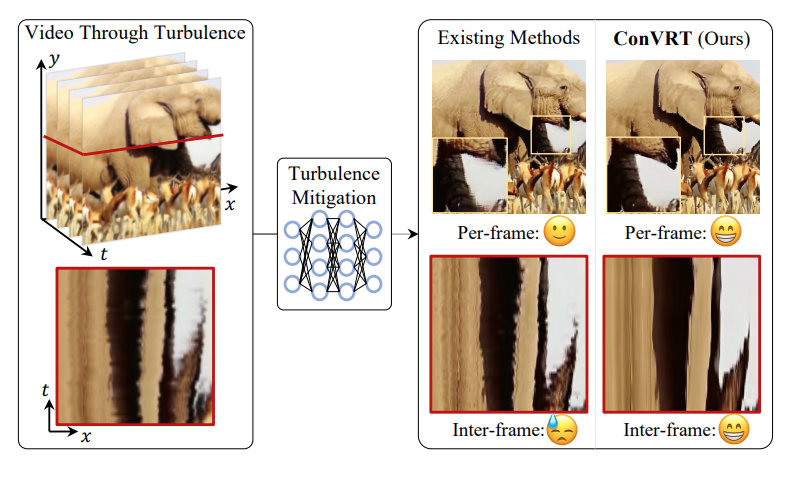 Video Through Turbulence
y
x
t
t
x
Turbulence
Mitigation
Existing Methods
ConVRT (Ours)
Per-frame:
Per-frame:
Inter-frame:
Inter-frame: